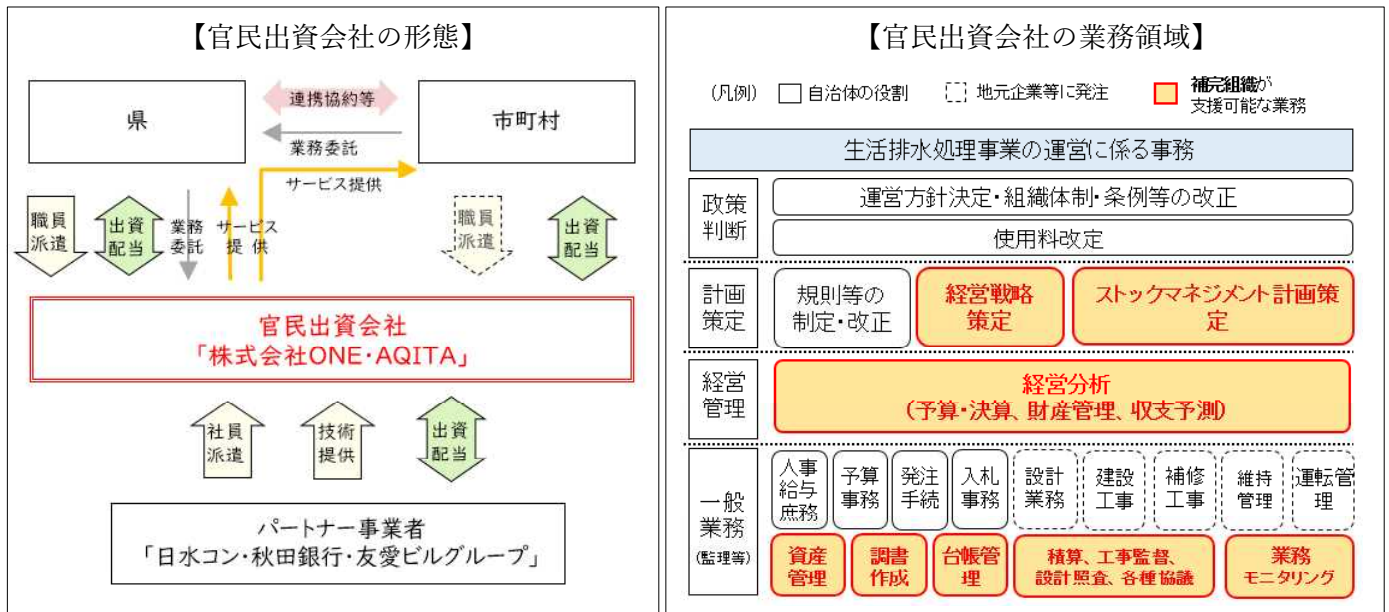 【官民出資会社の形態】
県
連携協約等
市町村
業務委託
サービス提供
職員
派遣
出資
配当
業務
委託
サービス
提 供
職員
派遣
出資
配当
官民出資会社
「株式会社ONE・AQITA」
社員
派遣
技術
提供
出資
配当
パートナー事業者
「日水コン・秋田銀行・友愛ビルグループ」
【官民出資会社の業務領域】
(凡例)
自治体の役割
地元企業等に発注
補完組織が
支援可能な業務
生活排水処理事業の運営に係る事務
政策
判断
運営方針決定・組織体制・条例等の改正
使用料改定
計画
策定
規則等の
制定・改正
経営戦略
策定
ストックマネジメント計画策
定
経営
管理
経営分析
(予算・決算、財産管理、収支予測)
一般
業務
(監理等)
人事
給与
庶務
予算
事務
発注
手続
入札
事務
設計
業務
建設
工事
補修
工事
維持
管理
運転管
理
資産
管理
調書
作成
台帳管
理
積算、工事監督、
設計照査、各種協議
業務
モニタリング